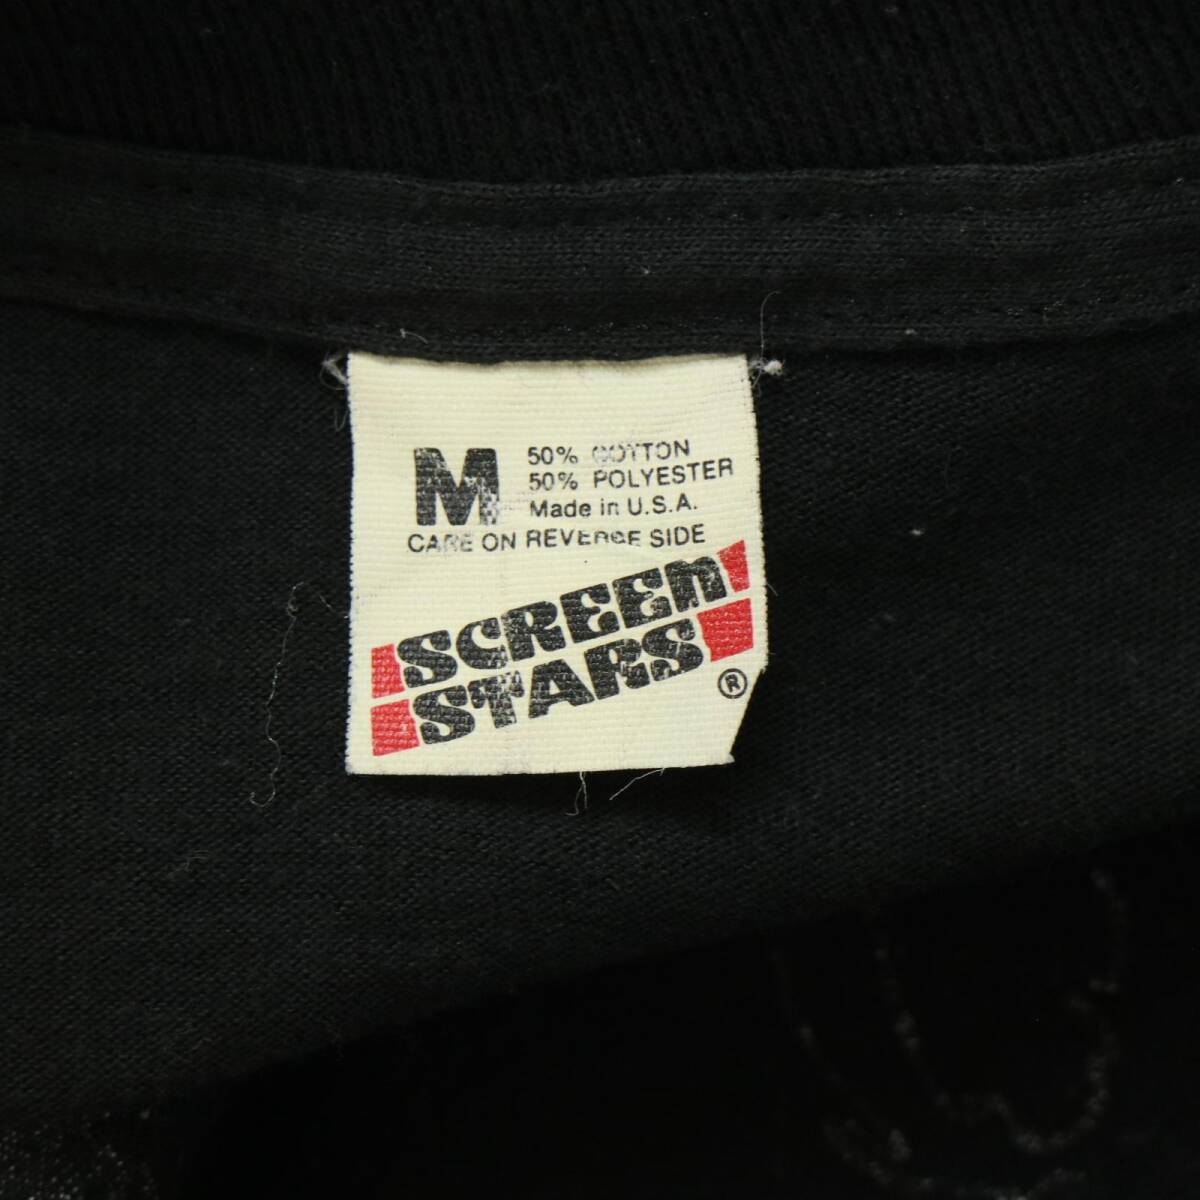 M
50% COTTON
50% POLYESTER
Made in U.S.A.
CARE ON REVERSE SIDE
SCREEN
STARS
®